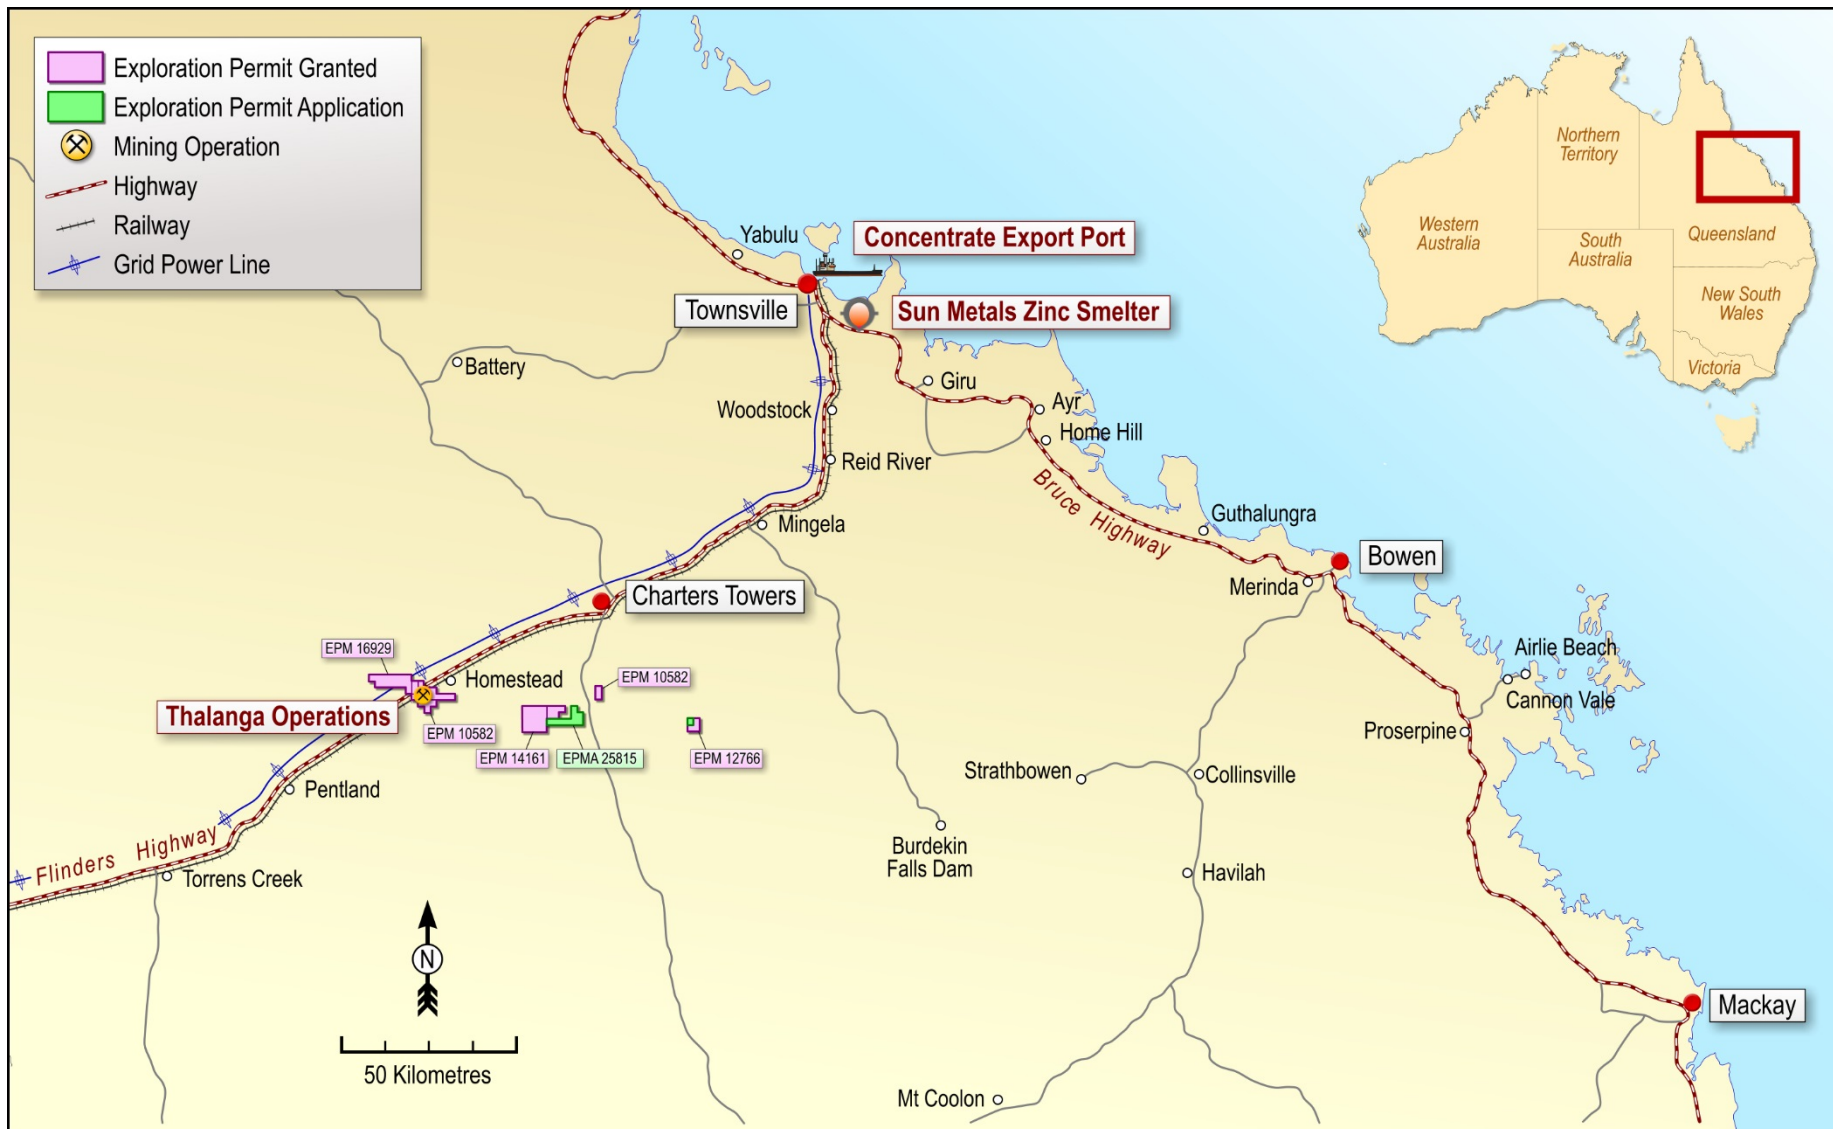 Exploration Permit Granted
Exploration Permit Application
Mining Operation
Highway
Railway
Grid Power Line
Northern
Territory
Western
Australia
South
Australia
Queensland
New South
Wales
Victoria
Yabulu
Concentrate Export Port
Townsville
Sun Metals Zinc Smelter
Battery
Giru
Woodstock
Ayr
Home Hill
Reid River
Bruce Highway
Guthalungra
Mingela
Bowen
Merinda
Charters Towers
EPM 16929
Homestead
EPM 10582
Airlie Beach
Cannon Vale
Thalanga Operations
EPM 10582
EPM 14161
EPMA 25815
EPM 12766
Proserpine
Strathbowen
Collinsville
Pentland
Flinders Highway
Burdekin
Falls Dam
Torrens Creek
Havilah
N
Mackay
50 Kilometres
Mt Coolon